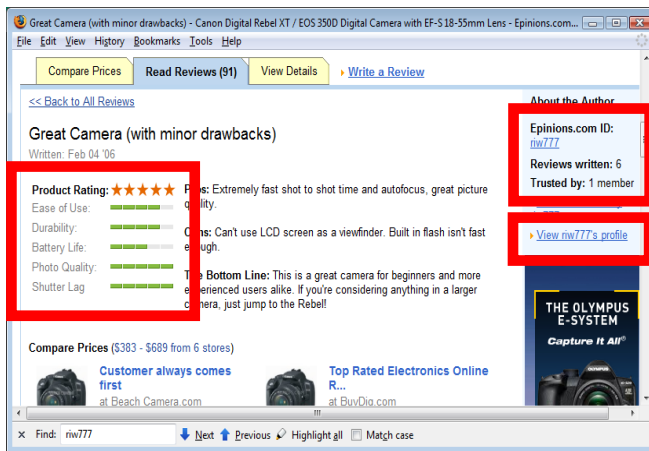 Great Camera (with minor drawbacks) - Canon Digital Rebel XT / EOS 350D Digital Camera with EF-S 18-55mm Lens - Epinions.com...
File Edit View History Bookmarks Tools Help
Compare Prices Read Reviews (91) View Details Write a Review
<< Back to All Reviews
Great Camera (with minor drawbacks)
Written: Feb 04 '06
Product Rating:
Ease of Use:
Durability:
Battery Life:
Photo Quality:
Shutter Lag
Extremely fast shot to shot time and autofocus, great picture
Can't use LCD screen as a viewfinder. Built in flash isn't fast
Bottom Line: This is a great camera for beginners and more
experienced users alike. If you're considering anything in a larger
camera, just jump to the Rebel!
About the Author
Epinions.com ID:
riw777
Reviews written: 6
Trusted by: 1 member
View riw777's profile
THE OLYMPUS
E-SYSTEM
Capture It All®
OLYMPUS
Compare Prices ($383 - $689 from 6 stores)
Customer always comes
first
at Beach Camera.com
Top Rated Electronics Online
R...
at BuyDig.com
× Find: riw777 Next Previous Highlight all Match case